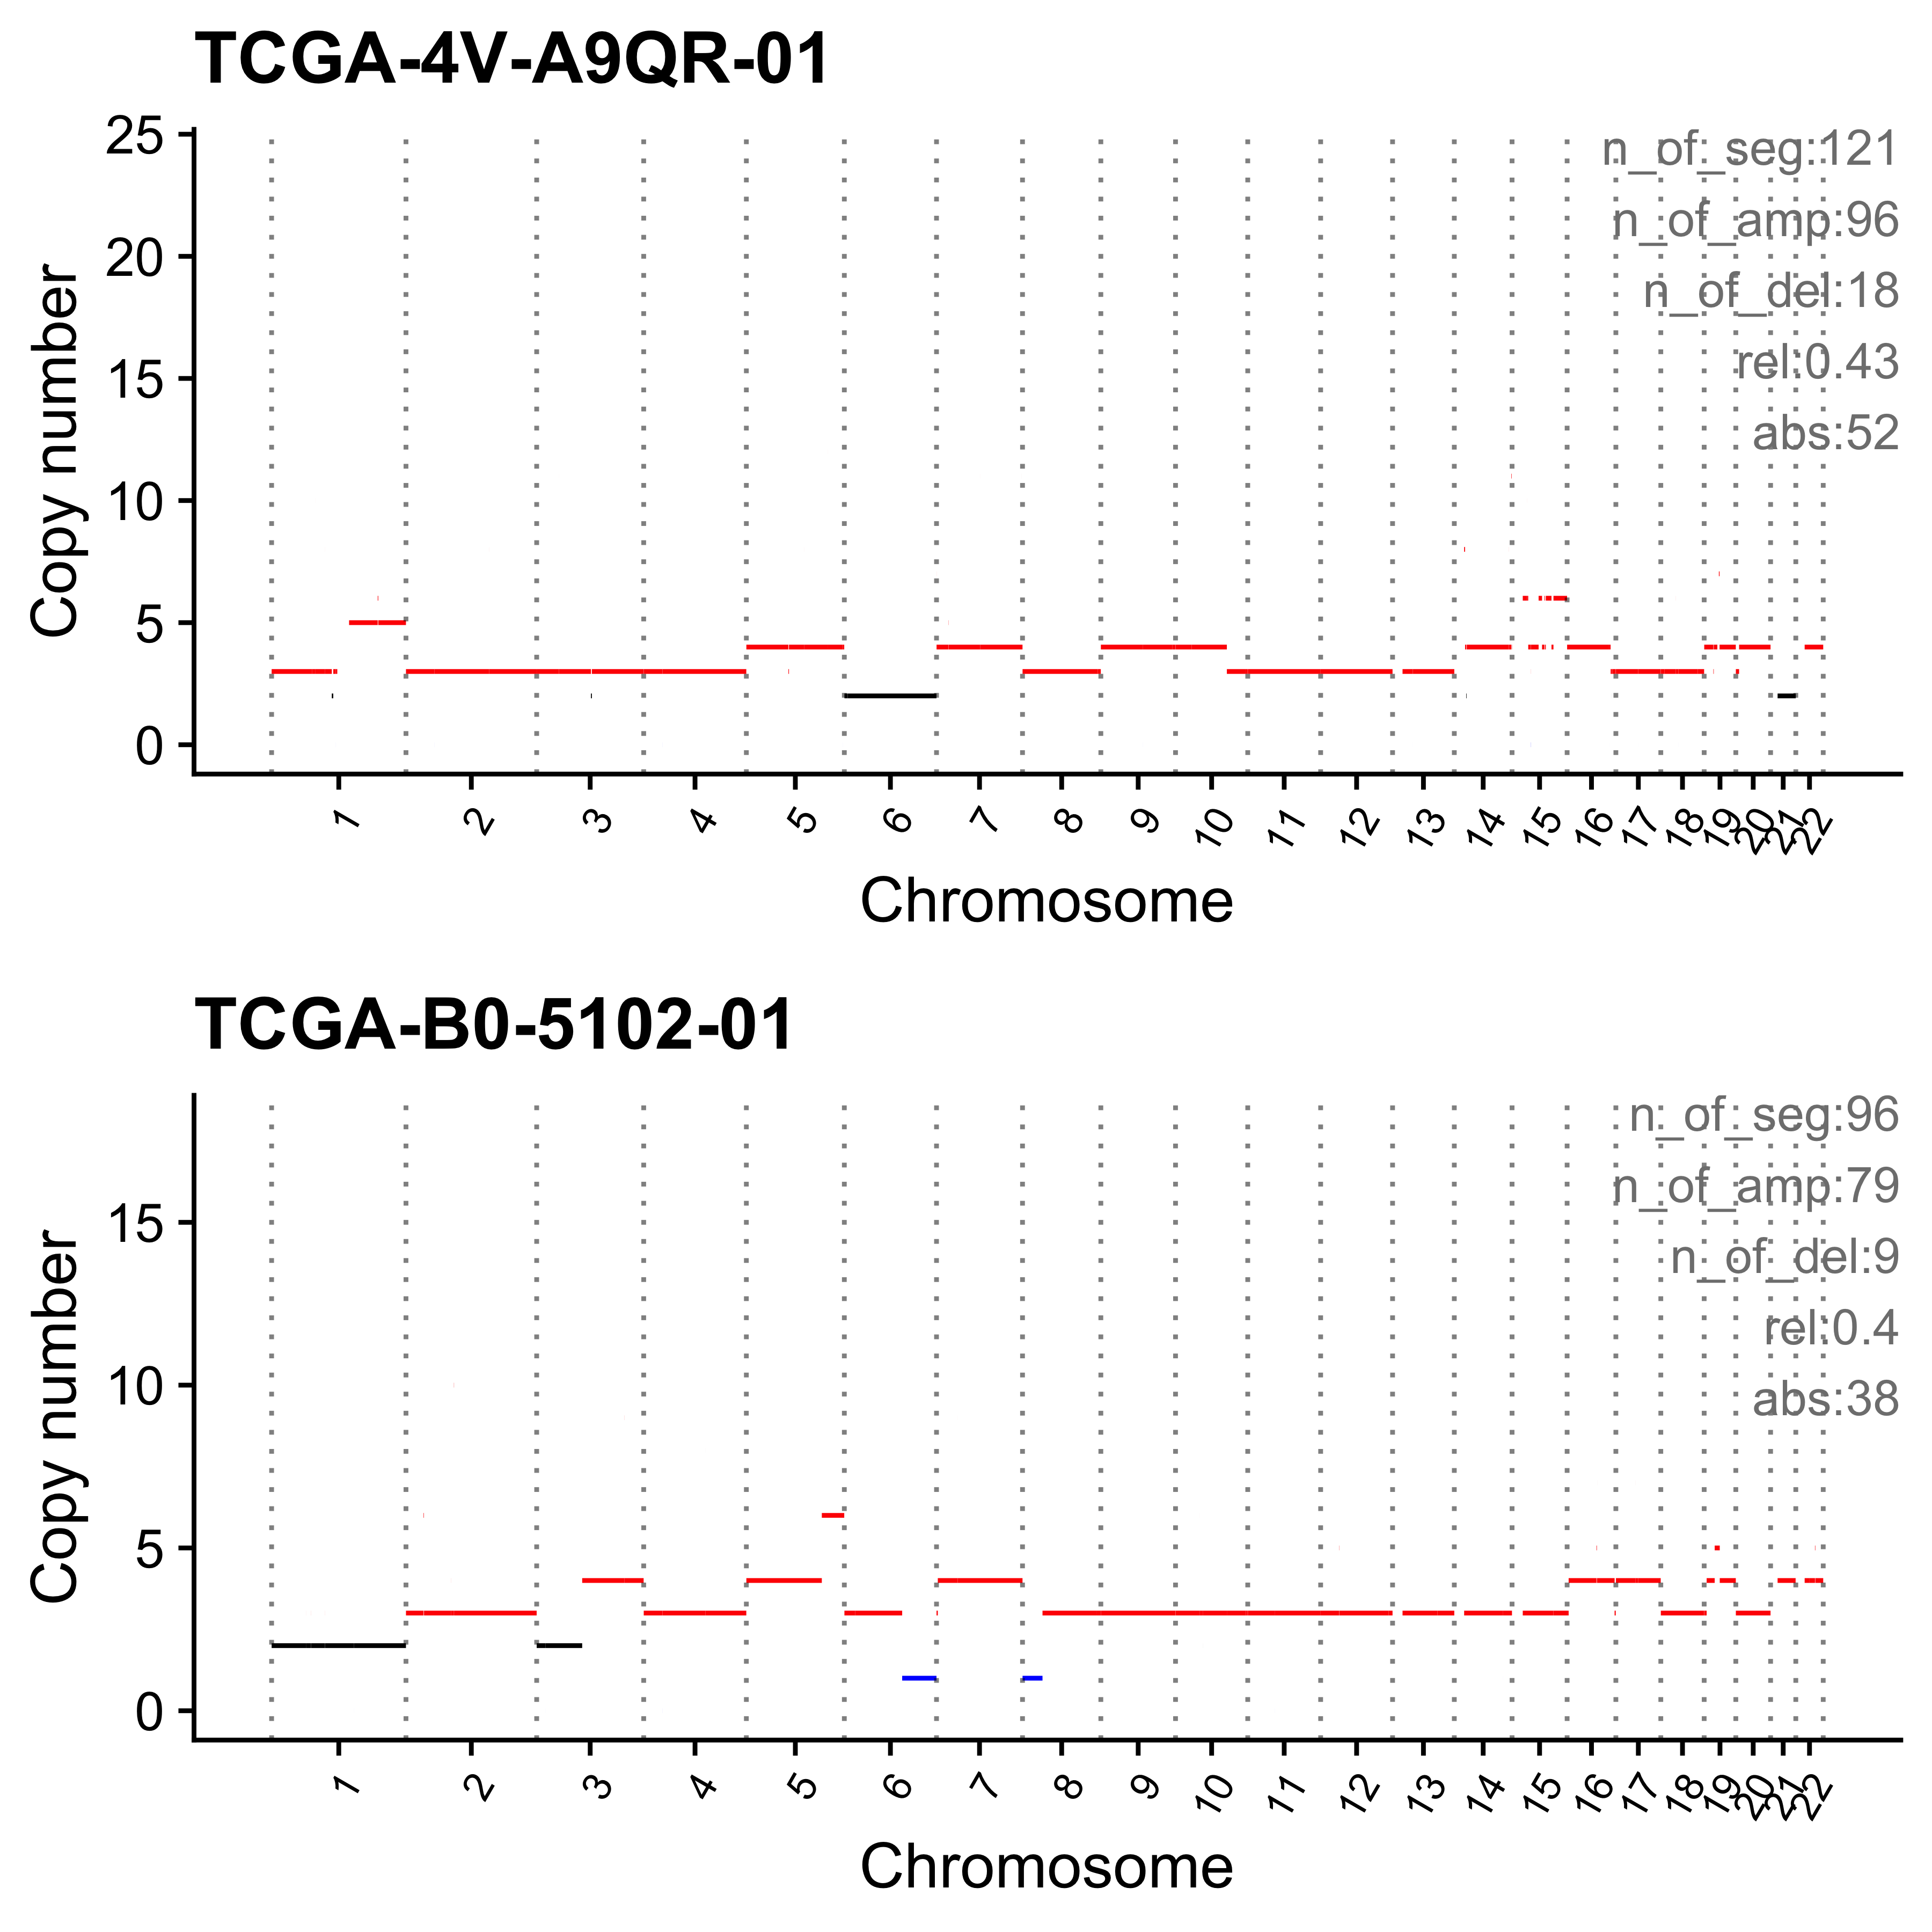 TCGA-4V-A9QR-01
25
20
15
10
5
0
Copy number
n_of_seg:121
n_of_amp:96
n_of_del:18
rel:0.43
abs:52
1 2 3 4 5 6 7 8 9 10 11 12 13 14 15 16 17 18 19 20 21 22
Chromosome
TCGA-B0-5102-01
15
10
5
0
Copy number
n_of_seg:96
n_of_amp:79
n_of_del:9
rel:0.4
abs:38
1 2 3 4 5 6 7 8 9 10 11 12 13 14 15 16 17 18 19 20 21 22
Chromosome